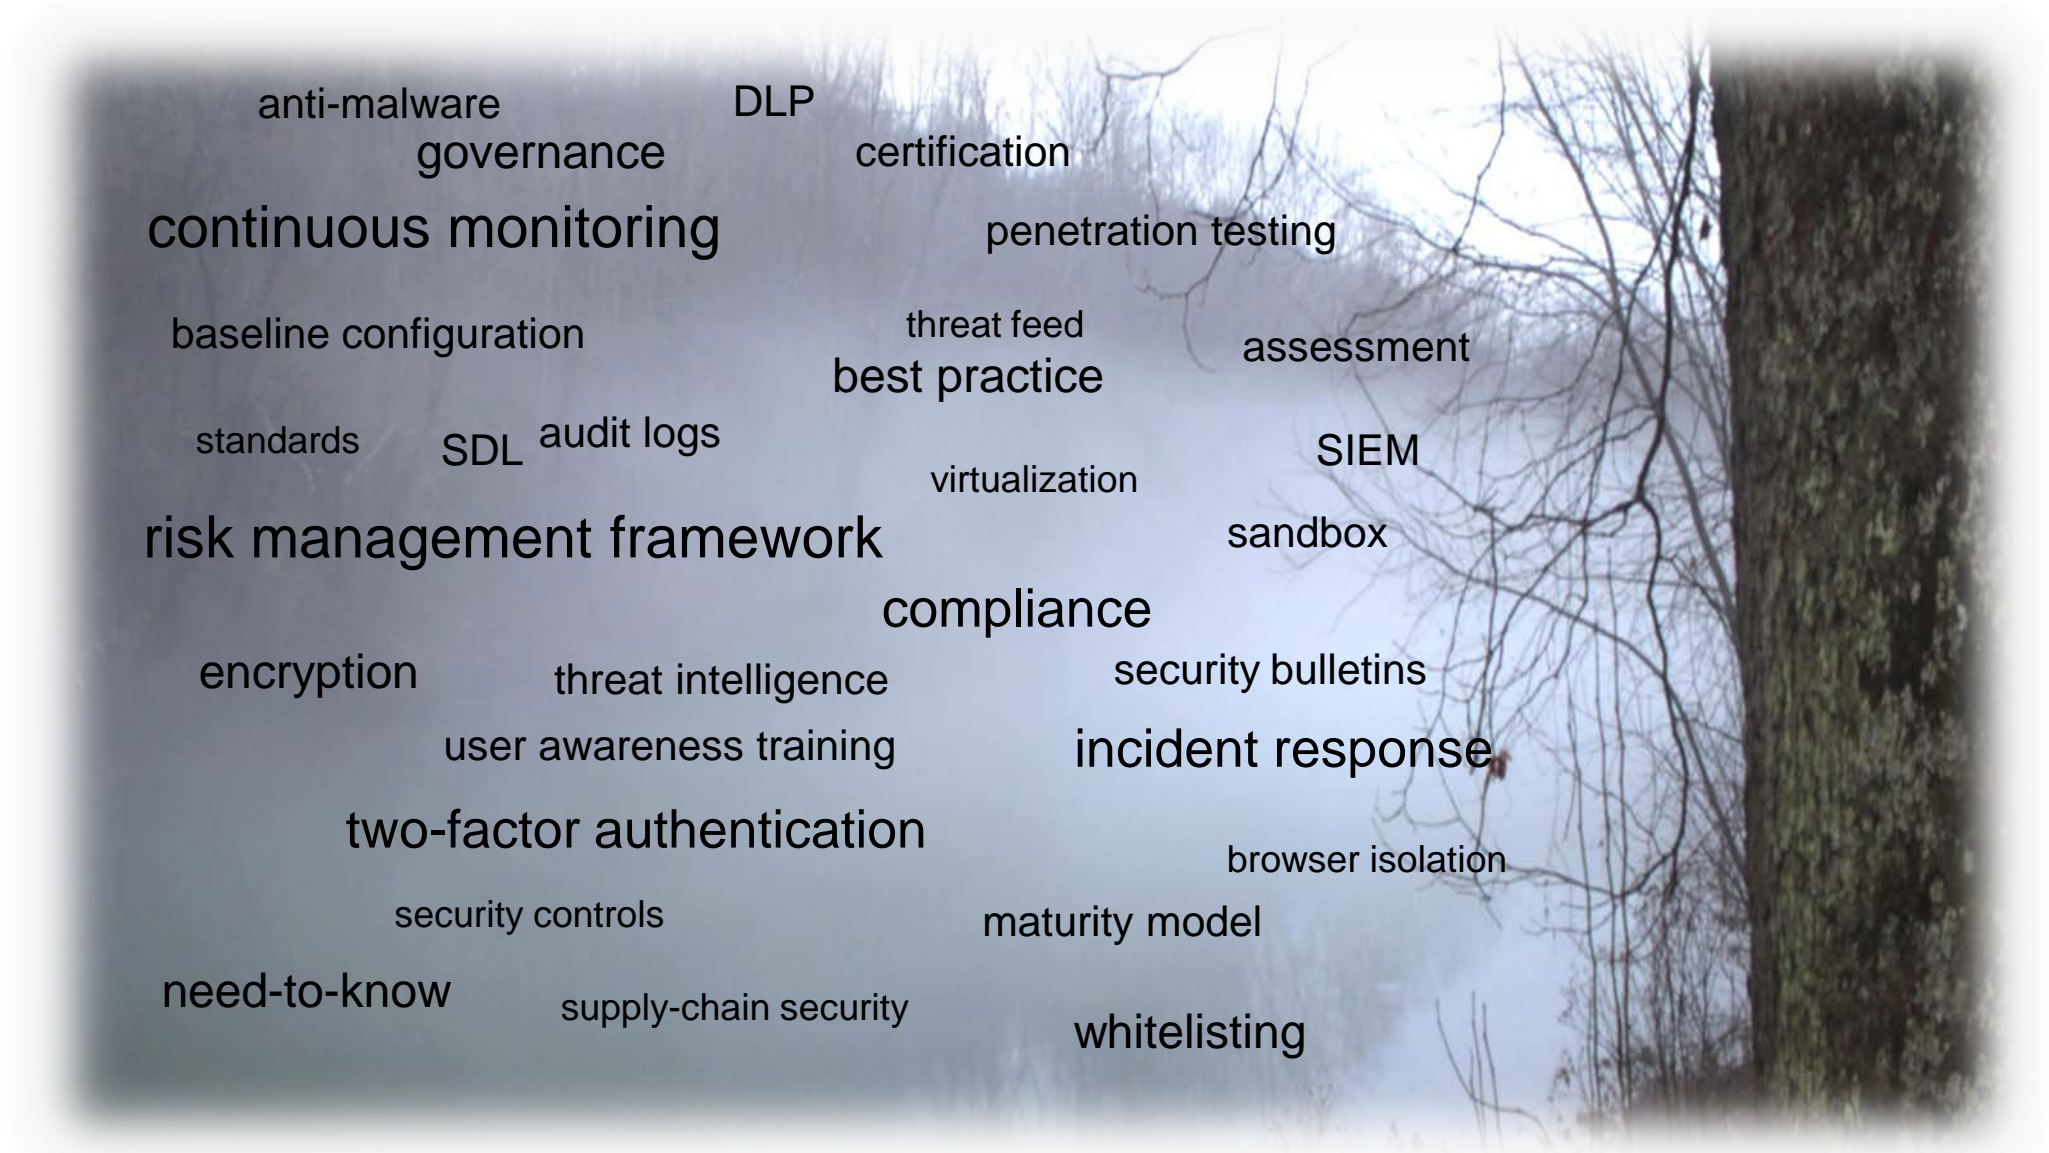 anti-malware
DLP
governance
certification
continuous monitoring
penetration testing
baseline configuration
threat feed
assessment
best practice
standards
SDL
audit logs
SIEM
virtualization
risk management framework
sandbox
compliance
encryption
threat intelligence
security bulletins
user awareness training
incident response
two-factor authentication
browser isolation
security controls
maturity model
need-to-know
supply-chain security
whitelisting